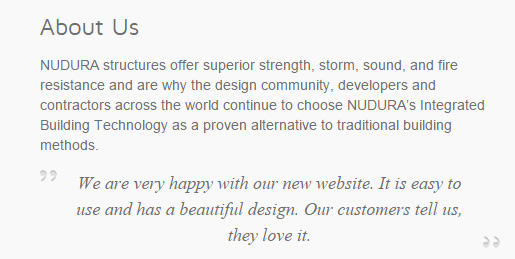 About Us
NUDURA structures offer superior strength, storm, sound, and fire
resistance and are why the design community, developers and
contractors across the world continue to choose NUDURA's Integrated
Building Technology as a proven alternative to traditional building
methods.
” We are very happy with our new website. It is easy to
use and has a beautiful design. Our customers tell us,
they love it. ”